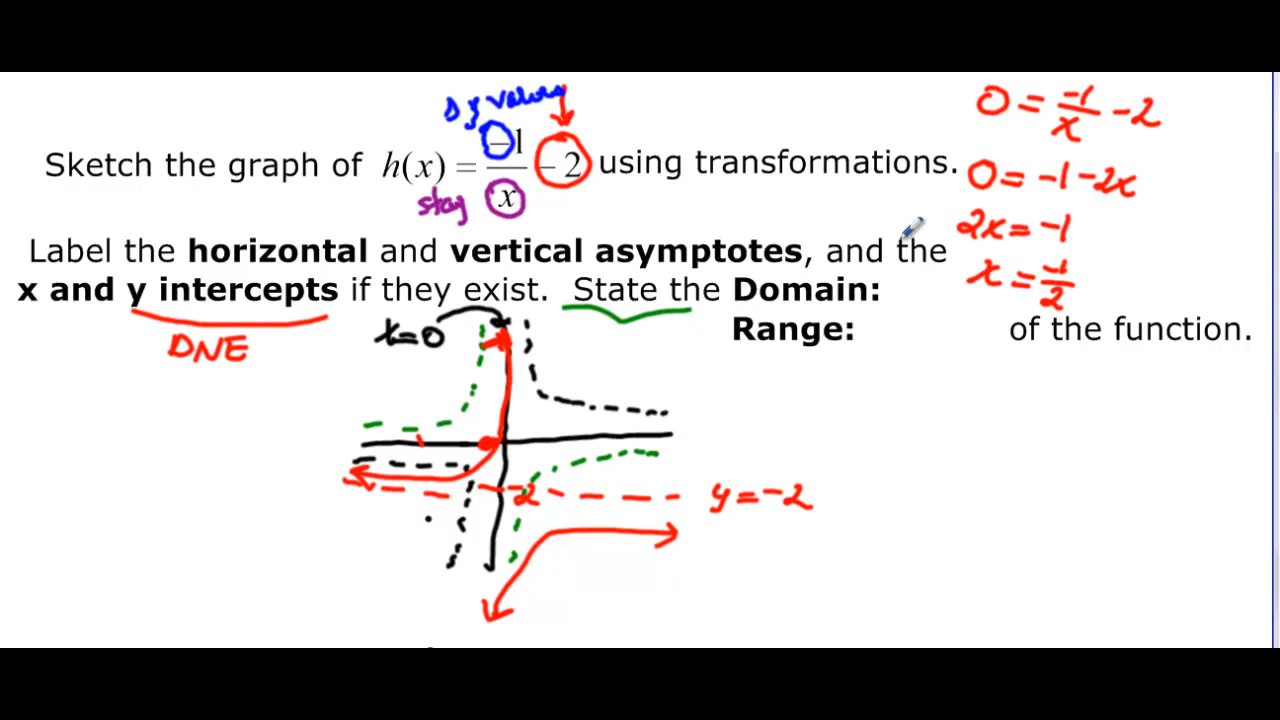 Δ y values
Sketch the graph of h(x) = -1/x - 2 using transformations.
stay
Label the horizontal and vertical asymptotes, and the
x and y intercepts if they exist. State the Domain:
Range: of the function.
DNE
x=0
-2
y=-2
0 = -1/x - 2
0 = -1 - 2x
2x = -1
x = -1/2